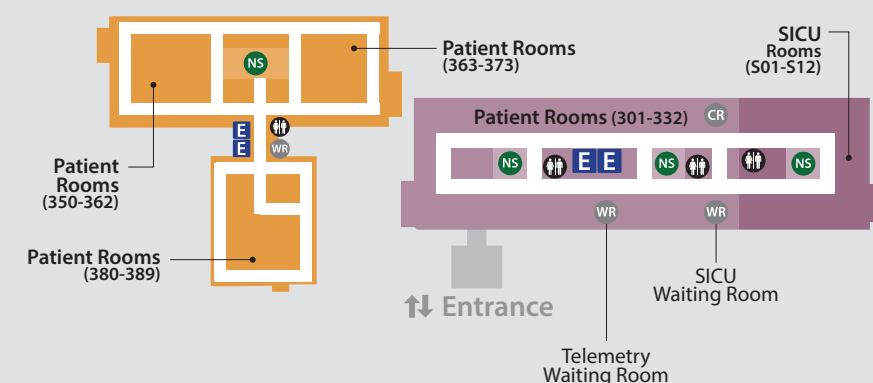 NS
Patient Rooms
(363-373)
SICU
Rooms
(S01-S12)
E
E
WR
Patient
Rooms
(350-362)
Patient Rooms
(380-389)
Patient Rooms (301-332)
CR
NS
E E
NS
NS
WR
WR
Entrance
SICU
Waiting Room
Telemetry
Waiting Room